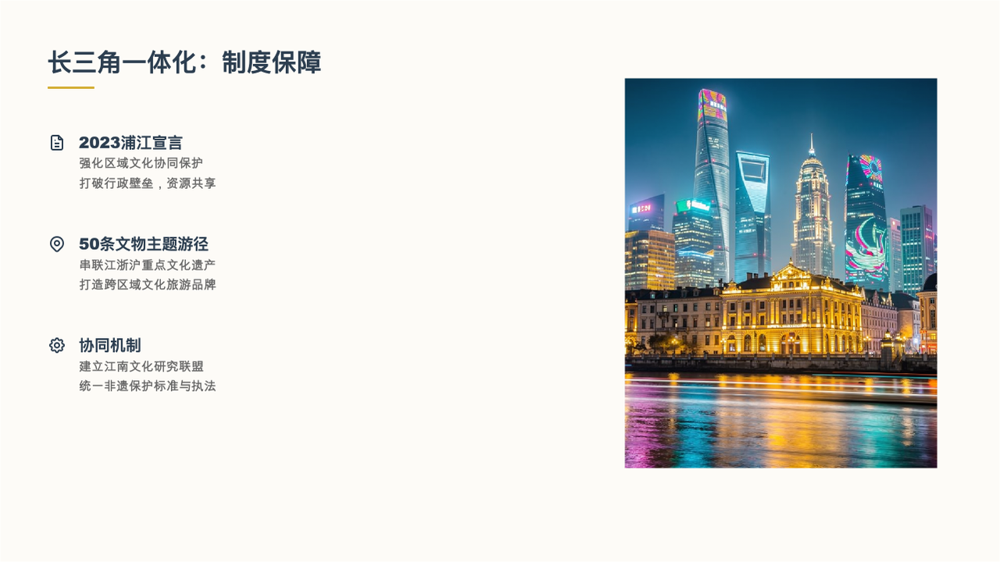 长三角一体化：制度保障
2023浦江宣言
强化区域文化协同保护
打破行政壁垒，资源共享
50条文物主题游径
串联江浙沪重点文化遗产
打造跨区域文化旅游品牌
协同机制
建立江南文化研究联盟
统一非遗保护标准与执法